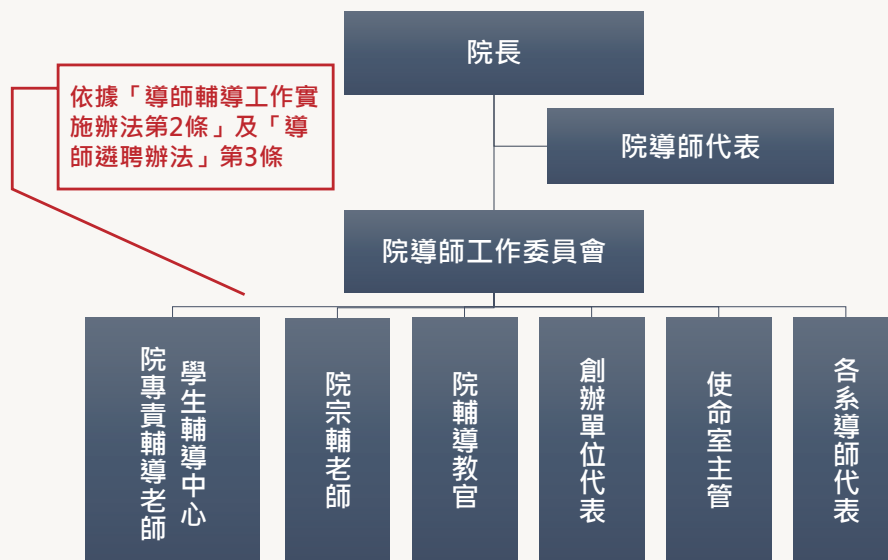 院長
依據「導師輔導工作實
施辦法第2條」及「導
師遴聘辦法」第3條
院導師代表
院導師工作委員會
學生輔導中心
院專責輔導老師
院宗輔老師
院輔導教官
創辦單位代表
使命室主管
各系導師代表